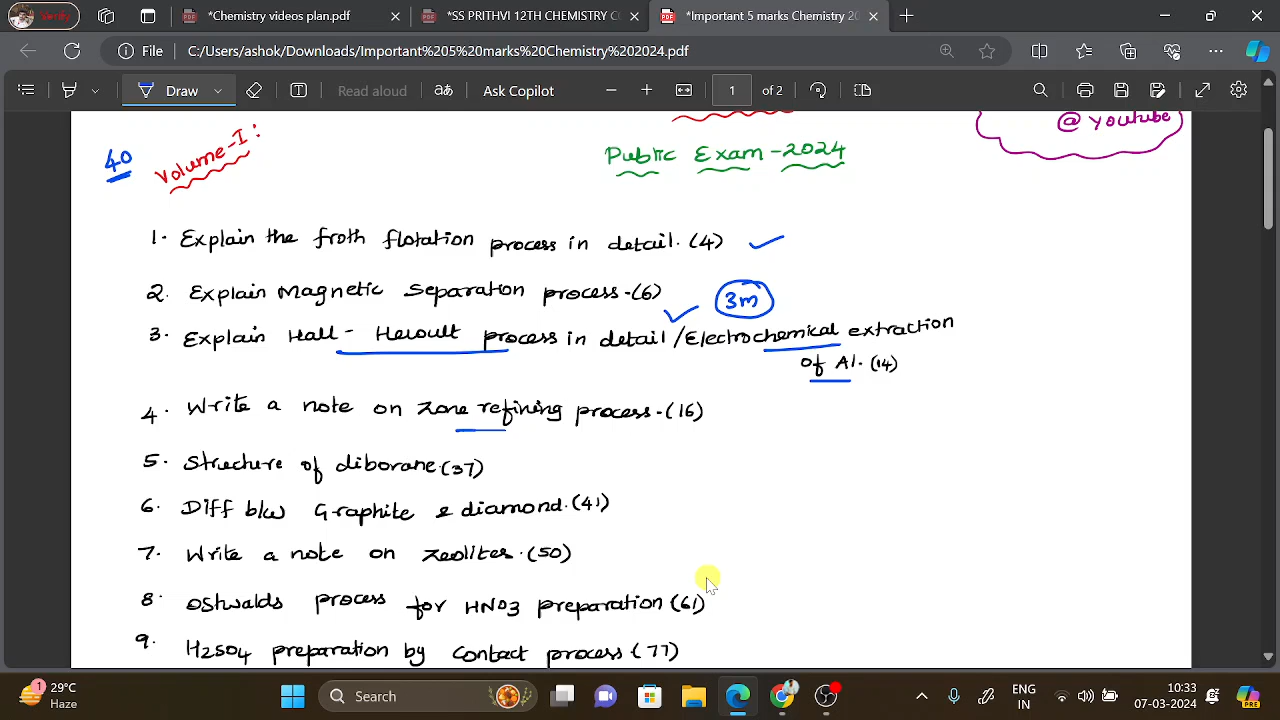 *Chemistry videos plan.pdf
*SS PRITHVI 12TH CHEMISTRY C
*Important 5 marks Chemistry 20
File
C:/Users/ashok/Downloads/Important%205%20marks%20Chemistry%202024.pdf
Draw
Read aloud
Ask Copilot
1
of 2
@ Youtube
40
Volume-I:
Public Exam-2024
1. Explain the froth flotation process in detail. (4)
2. Explain Magnetic Separation process.(6)
3m
3. Explain Hall-Heroult process in detail /Electrochemical extraction
of Al. (14)
4. Write a note on zone refining process.(16)
5. Structure of diborane.(37)
6. Diff b/w Graphite & diamond.(41)
7. Write a note on zeolites.(50)
8. Ostwalds process for HNO3 preparation (61)
9. H2SO4 preparation by contact process (77)
1
29°C
Haze
Search
ENG
IN
10:33
07-03-2024
PRE